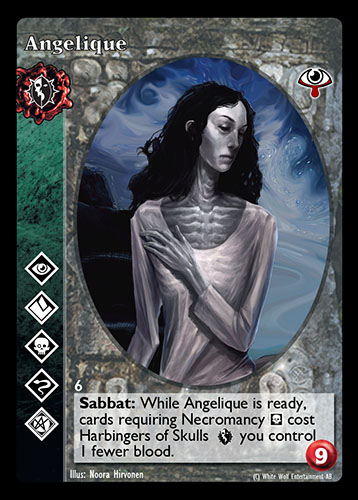 Angelique
6
Sabbat: While Angelique is ready,
cards requiring Necromancy cost
Harbingers of Skulls you control
1 fewer blood.
9
Illus: Noora Hirvonen
(C) White Wolf Entertainment AB